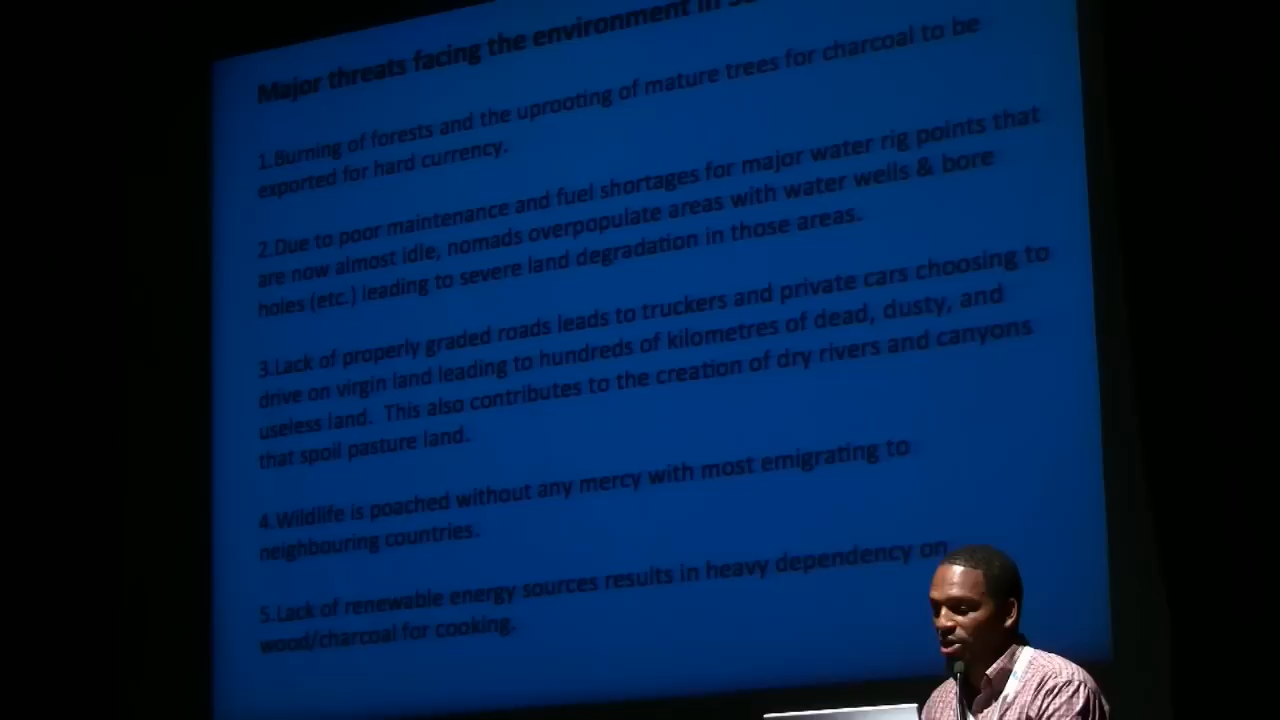 Major threats facing the environment in
1.Burning of forests and the uprooting of mature trees for charcoal to be
exported for hard currency.
2.Due to poor maintenance and fuel shortages for major water rig points that
are now almost idle, nomads overpopulate areas with water wells & bore
holes (etc.) leading to severe land degradation in those areas.
3.Lack of properly graded roads leads to truckers and private cars choosing to
drive on virgin land leading to hundreds of kilometres of dead, dusty, and
useless land. This also contributes to the creation of dry rivers and canyons
that spoil pasture land.
4.Wildlife is poached without any mercy with most emigrating to
neighbouring countries.
5.Lack of renewable energy sources results in heavy dependency on
wood/charcoal for cooking.